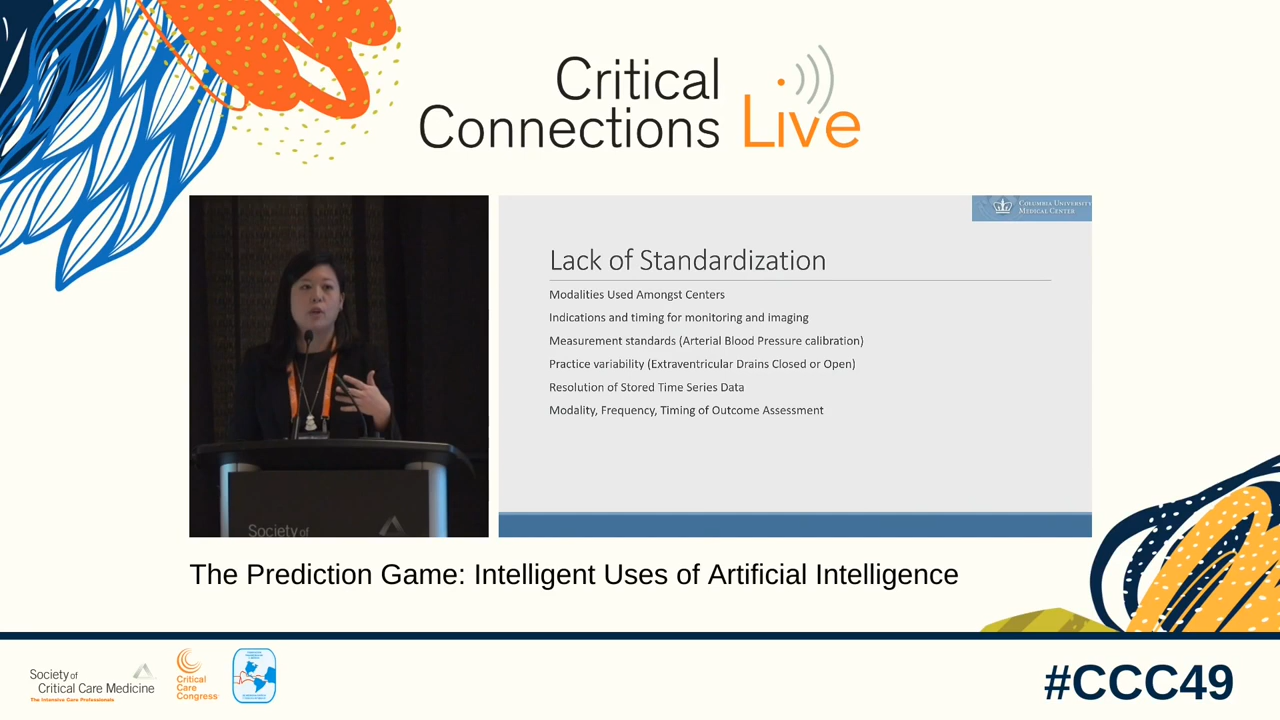 Critical
Connections Live
COLUMBIA UNIVERSITY
MEDICAL CENTER
Lack of Standardization
Modalities Used Amongst Centers
Indications and timing for monitoring and imaging
Measurement standards (Arterial Blood Pressure calibration)
Practice variability (Extraventricular Drains Closed or Open)
Resolution of Stored Time Series Data
Modality, Frequency, Timing of Outcome Assessment
Society of
The Prediction Game: Intelligent Uses of Artificial Intelligence
Society of
Critical Care Medicine
The Intensive Care Professionals
Critical
Care
Congress
#CCC49